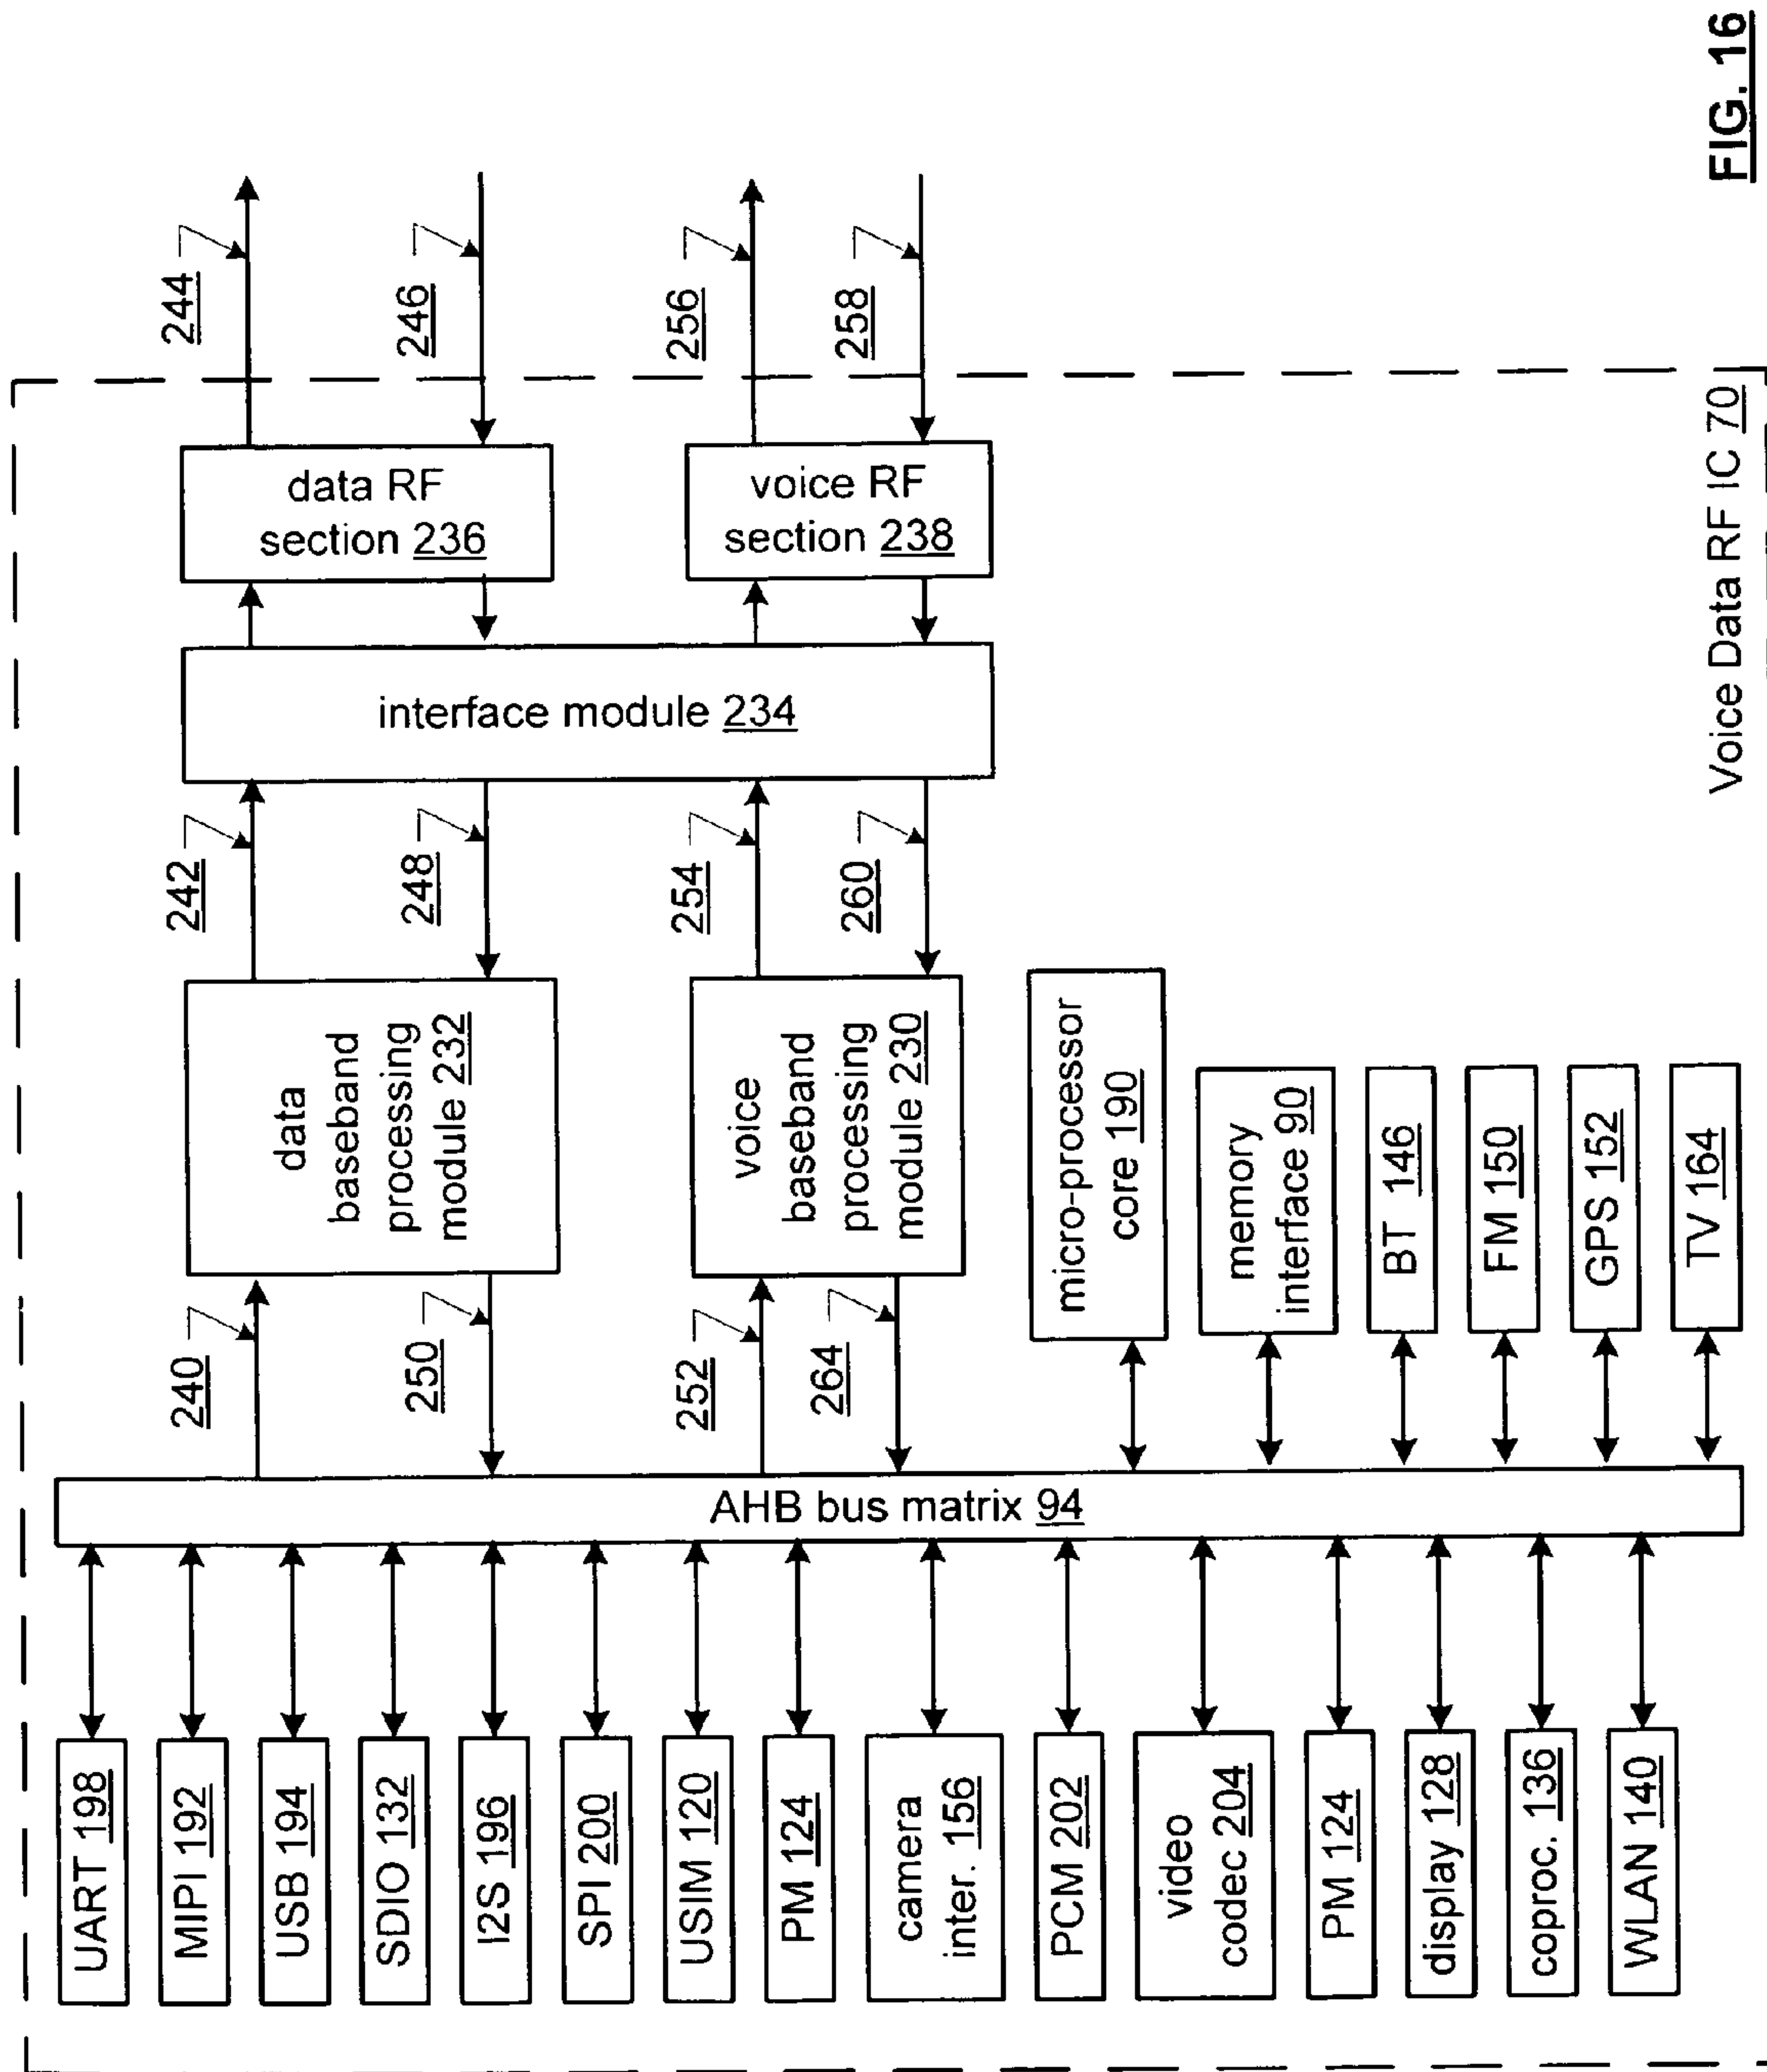 UART 198
MIPI 192
USB 194
SDIO 132
I2S 196
SPI 200
USIM 120
PM 124
camera
inter. 156
PCM 202
video
codec 204
PM 124
display 128
coproc. 136
WLAN 140
AHB bus matrix 94
240
250
252
264
data
baseband
processing
module 232
voice
baseband
processing
module 230
micro-processor
core 190
memory
interface 90
BT 146
FM 150
GPS 152
TV 164
242
248
254
260
interface module 234
data RF
section 236
voice RF
section 238
244
246
256
258
Voice Data RF IC 70
FIG. 16